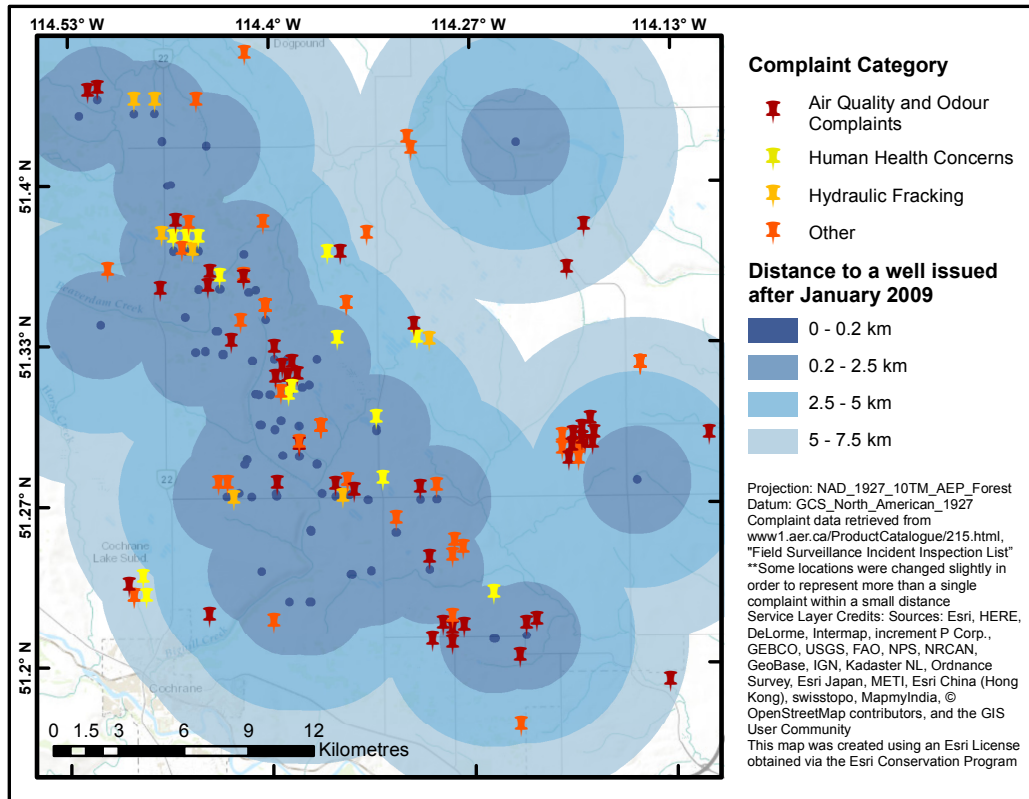 114.53° W
114.4° W
114.27° W
114.13° W
51.4° N
51.33° N
51.27° N
51.2° N
Dogpound
22
Beaverdam Creek
Horse Creek
22
Cochrane
Lake Subd
Bighill Creek
Cochrane
0 1.5 3 6 9 12
Kilometres
Complaint Category
Air Quality and Odour
Complaints
Human Health Concerns
Hydraulic Fracking
Other
Distance to a well issued
after January 2009
0 - 0.2 km
0.2 - 2.5 km
2.5 - 5 km
5 - 7.5 km
Projection: NAD_1927_10TM_AEP_Forest
Datum: GCS_North_American_1927
Complaint data retrieved from
www1.aer.ca/ProductCatalogue/215.html,
"Field Surveillance Incident Inspection List"
**Some locations were changed slightly in
order to represent more than a single
complaint within a small distance
Service Layer Credits: Sources: Esri, HERE,
DeLorme, Intermap, increment P Corp.,
GEBCO, USGS, FAO, NPS, NRCAN,
GeoBase, IGN, Kadaster NL, Ordnance
Survey, Esri Japan, METI, Esri China (Hong
Kong), swisstopo, MapmyIndia, ©
OpenStreetMap contributors, and the GIS
User Community
This map was created using an Esri License
obtained via the Esri Conservation Program